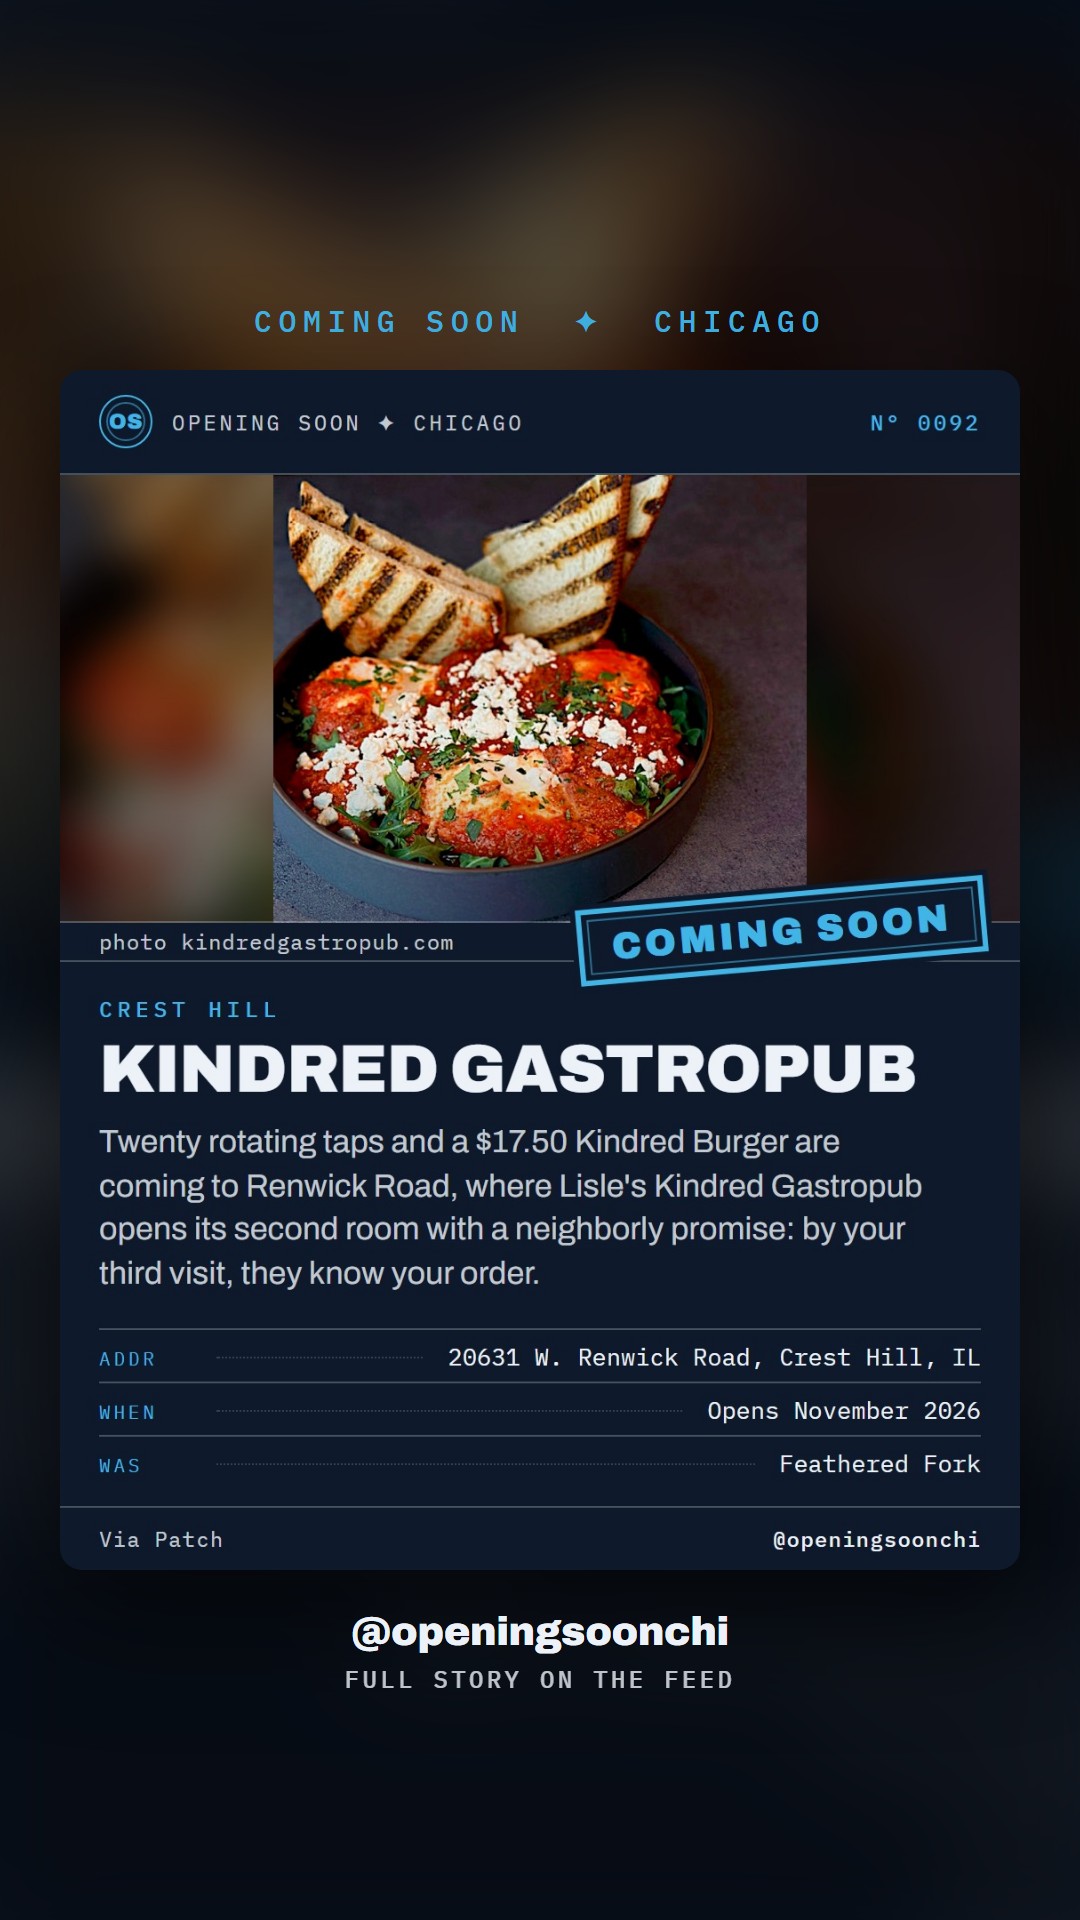 COMING SOON ✦ CHICAGO
OS OPENING SOON ✦ CHICAGO N° 0092
photo kindredgastropub.com
COMING SOON
CREST HILL
KINDRED GASTROPUB
Twenty rotating taps and a $17.50 Kindred Burger are
coming to Renwick Road, where Lisle's Kindred Gastropub
opens its second room with a neighborly promise: by your
third visit, they know your order.
ADDR 20631 W. Renwick Road, Crest Hill, IL
WHEN Opens November 2026
WAS Feathered Fork
Via Patch @openingsoonchi
@openingsoonchi
FULL STORY ON THE FEED